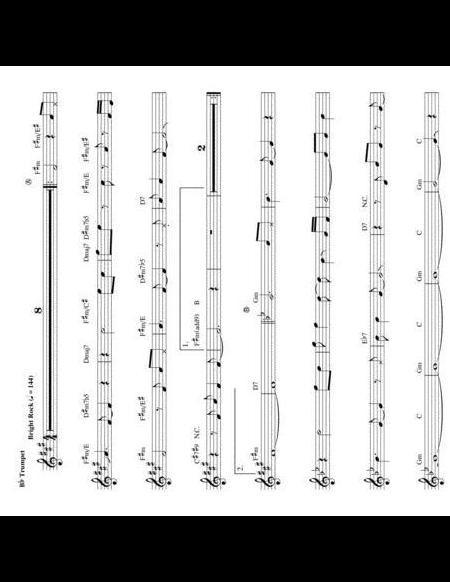 B♭ Trumpet
Bright Rock (♩ = 144)
8 Ⓐ F♯m F♯m/E♯
F♯m/E D♯m7♭5 Dmaj7 F♯m/C♯ Dmaj7 D♯m7♭5 F♯m/E F♯m/E♯
F♯m F♯m/E♯ F♯m/E D♯m7♭5 D7
C♯7♯9 N.C. 1. F♯m(add9) B 2
2. F♯m D7 Ⓑ Gm
E♭7 D7 N.C.
Gm C Gm C Gm C Gm C